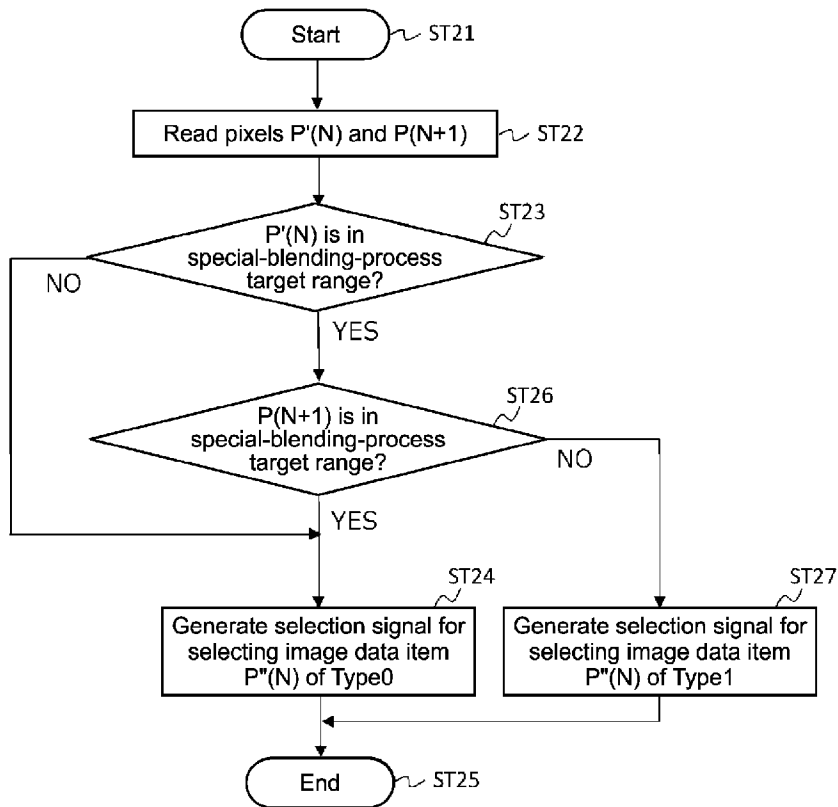 Start
ST21
Read pixels P'(N) and P(N+1)
ST22
ST23
P'(N) is in
special-blending-process
target range?
NO
YES
ST26
P(N+1) is in
special-blending-process
target range?
NO
YES
ST24
Generate selection signal for
selecting image data item
P"(N) of Type0
ST27
Generate selection signal for
selecting image data item
P"(N) of Type1
End
ST25